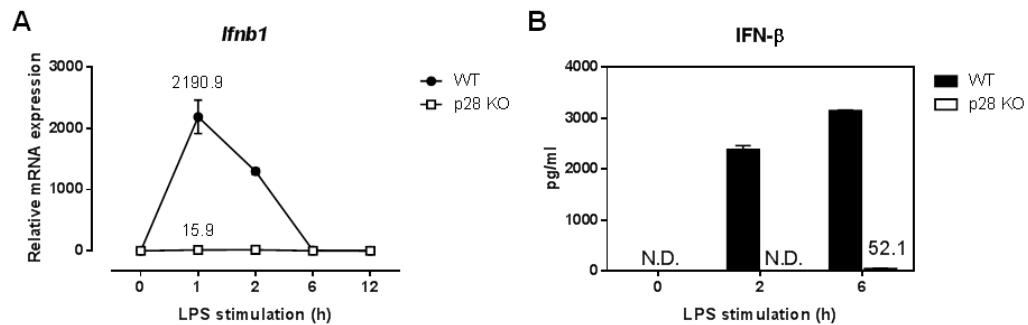 A
Ifnb1
Relative mRNA expression
3000
2000
1000
0
2190.9
15.9
0 1 2 6 12
LPS stimulation (h)
WT
p28 KO
B
IFN-β
pg/ml
4000
3000
2000
1000
0
N.D.
N.D.
52.1
0 2 6
LPS stimulation (h)
WT
p28 KO